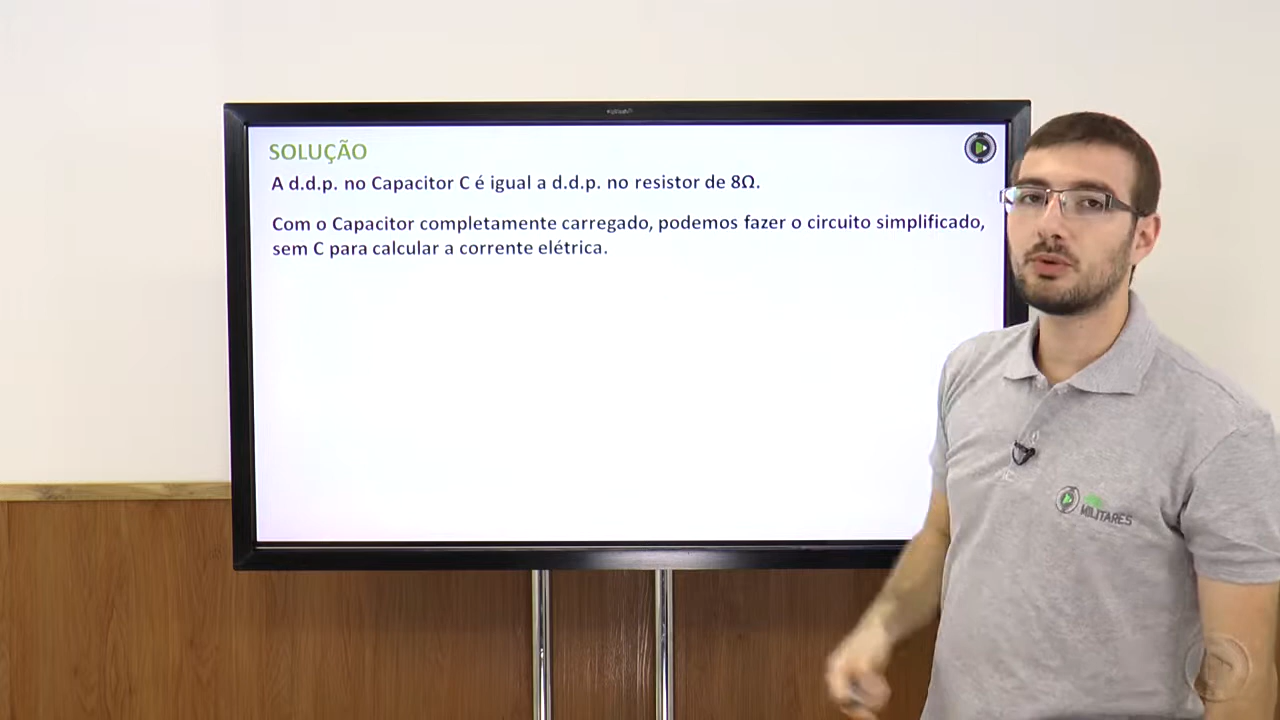 SOLUÇÃO
A d.d.p. no Capacitor C é igual a d.d.p. no resistor de 8Ω.
Com o Capacitor completamente carregado, podemos fazer o circuito simplificado,
sem C para calcular a corrente elétrica.
MILITARES